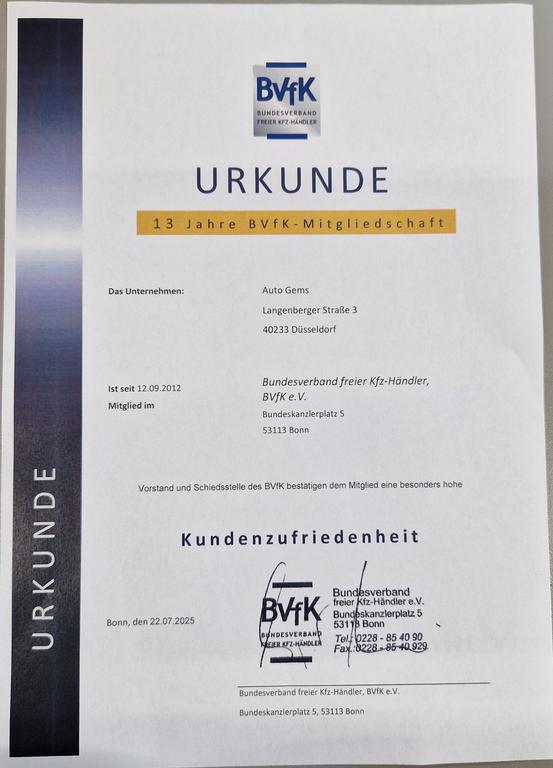 BVfK
BUNDESVERBAND
FREIER KFZ-HÄNDLER
URKUNDE
13 Jahre BVfK-Mitgliedschaft
Das Unternehmen:
Auto Gems
Langenberger Straße 3
40233 Düsseldorf
Ist seit 12.09.2012
Mitglied im
Bundesverband freier Kfz-Händler,
BVfK e.V.
Bundeskanzlerplatz 5
53113 Bonn
Vorstand und Schiedsstelle des BVfK bestätigen dem Mitglied eine besonders hohe
Kundenzufriedenheit
Bonn, den 22.07.2025
BVfK
BUNDESVERBAND
FREIER KFZ-HÄNDLER
Bundesverband
freier Kfz-Händler e.V.
Bundeskanzlerplatz 5
53113 Bonn
Tel.: 0228 - 85 40 90
Fax.: 0228 - 85 40 929
Bundesverband freier Kfz-Händler, BVfK e.V.
Bundeskanzlerplatz 5, 53113 Bonn
URKUNDE